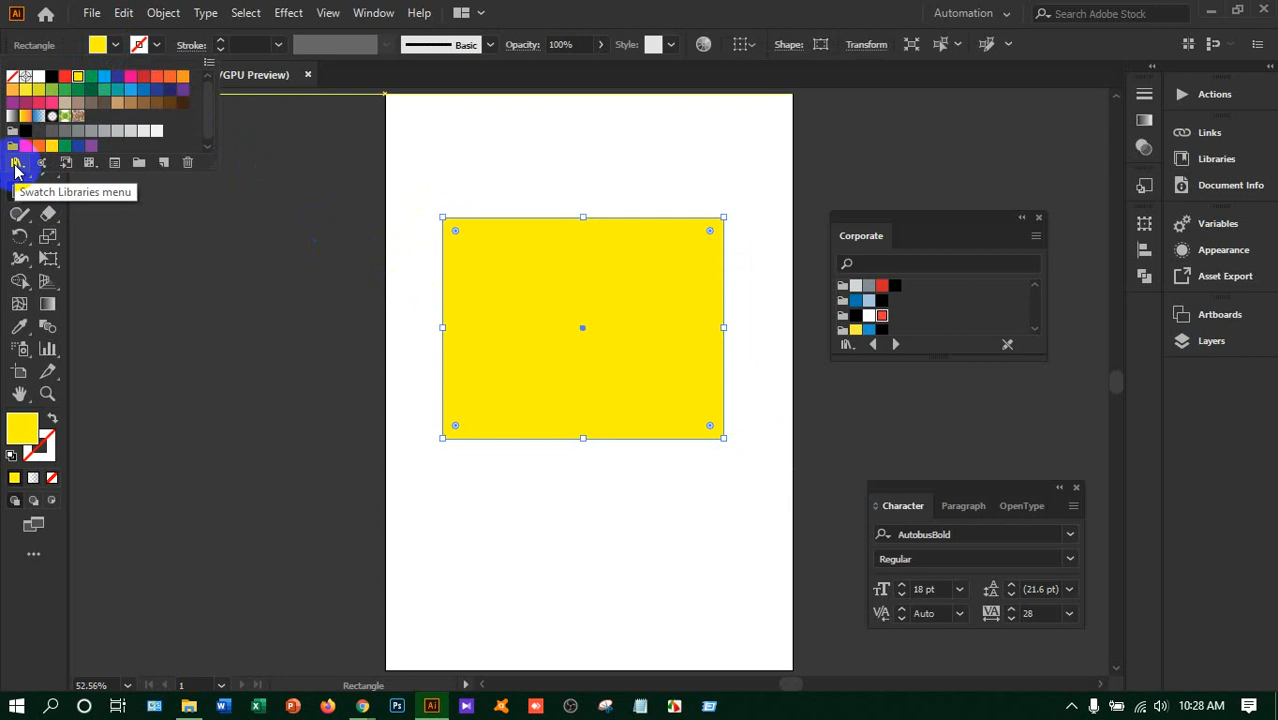 Ai File Edit Object Type Select Effect View Window Help Automation Search Adobe Stock
Rectangle Stroke: Basic Opacity: 100% Style: Shape: Transform
/GPU Preview) ×
Swatch Libraries menu
Actions
Links
Libraries
Document Info
Variables
Appearance
Asset Export
Artboards
Layers
Corporate
Character Paragraph OpenType
AutobusBold
Regular
18 pt (21.6 pt)
Auto 28
52.56% 1 Rectangle
10:28 AM